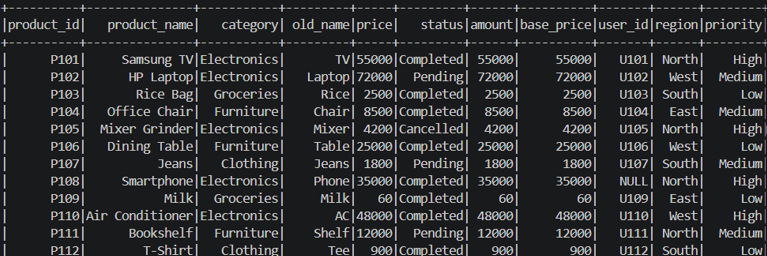 +----------+---------------+-----------+--------+-----+---------+------+----------+-------+------+--------+
|product_id|   product_name|   category|old_name|price|   status|amount|base_price|user_id|region|priority|
+----------+---------------+-----------+--------+-----+---------+------+----------+-------+------+--------+
|      P101|     Samsung TV|Electronics|      TV|55000|Completed| 55000|     55000|   U101| North|    High|
|      P102|      HP Laptop|Electronics|  Laptop|72000|  Pending| 72000|     72000|   U102|  West|  Medium|
|      P103|       Rice Bag|  Groceries|    Rice| 2500|Completed|  2500|      2500|   U103| South|     Low|
|      P104|   Office Chair|  Furniture|   Chair| 8500|Completed|  8500|      8500|   U104|  East|  Medium|
|      P105|  Mixer Grinder|Electronics|   Mixer| 4200|Cancelled|  4200|      4200|   U105| North|    High|
|      P106|   Dining Table|  Furniture|   Table|25000|Completed| 25000|     25000|   U106|  West|     Low|
|      P107|          Jeans|   Clothing|   Jeans| 1800|  Pending|  1800|      1800|   U107| South|  Medium|
|      P108|     Smartphone|Electronics|   Phone|35000|Completed| 35000|     35000|   NULL| North|    High|
|      P109|           Milk|  Groceries|    Milk|   60|Completed|    60|        60|   U109|  East|     Low|
|      P110|Air Conditioner|Electronics|      AC|48000|Completed| 48000|     48000|   U110|  West|    High|
|      P111|      Bookshelf|  Furniture|   Shelf|12000|  Pending| 12000|     12000|   U111| North|  Medium|
|      P112|        T-Shirt|   Clothing|     Tee|  900|Completed|   900|       900|   U112| South|     Low|